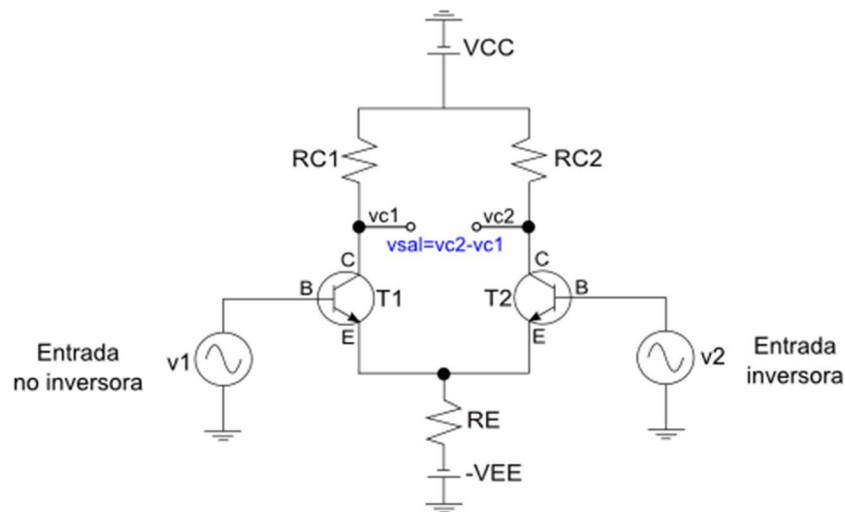 VCC
RC1
RC2
vc1
vc2
vsal=vc2-vc1
C
C
B
T1
T2
B
E
E
Entrada
no inversora
v1
v2
Entrada
inversora
RE
-VEE